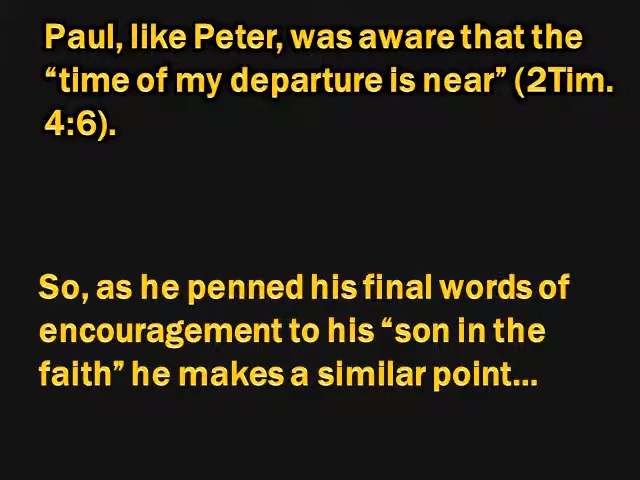 Paul, like Peter, was aware that the
“time of my departure is near” (2Tim.
4:6).
So, as he penned his final words of
encouragement to his “son in the
faith” he makes a similar point...